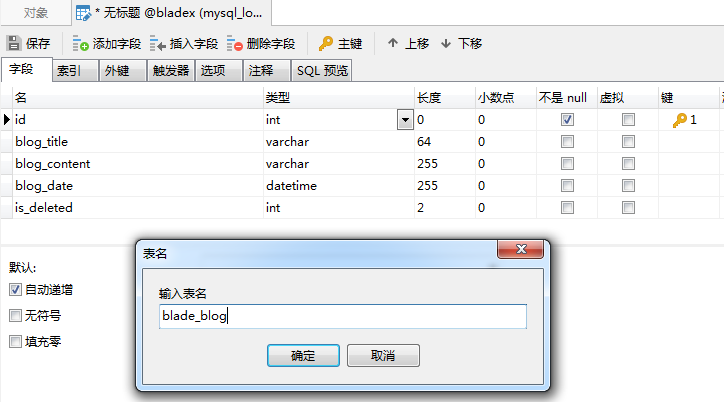 对象 * 无标题 @bladex (mysql_lo...
保存 添加字段 插入字段 删除字段 主键 上移 下移
字段 索引 外键 触发器 选项 注释 SQL 预览
名 类型 长度 小数点 不是 null 虚拟 键
id int 0 0 1
blog_title varchar 64 0
blog_content varchar 255 0
blog_date datetime 255 0
is_deleted int 2 0
表名
默认:
自动递增
无符号
填充零
输入表名
blade_blog
确定 取消